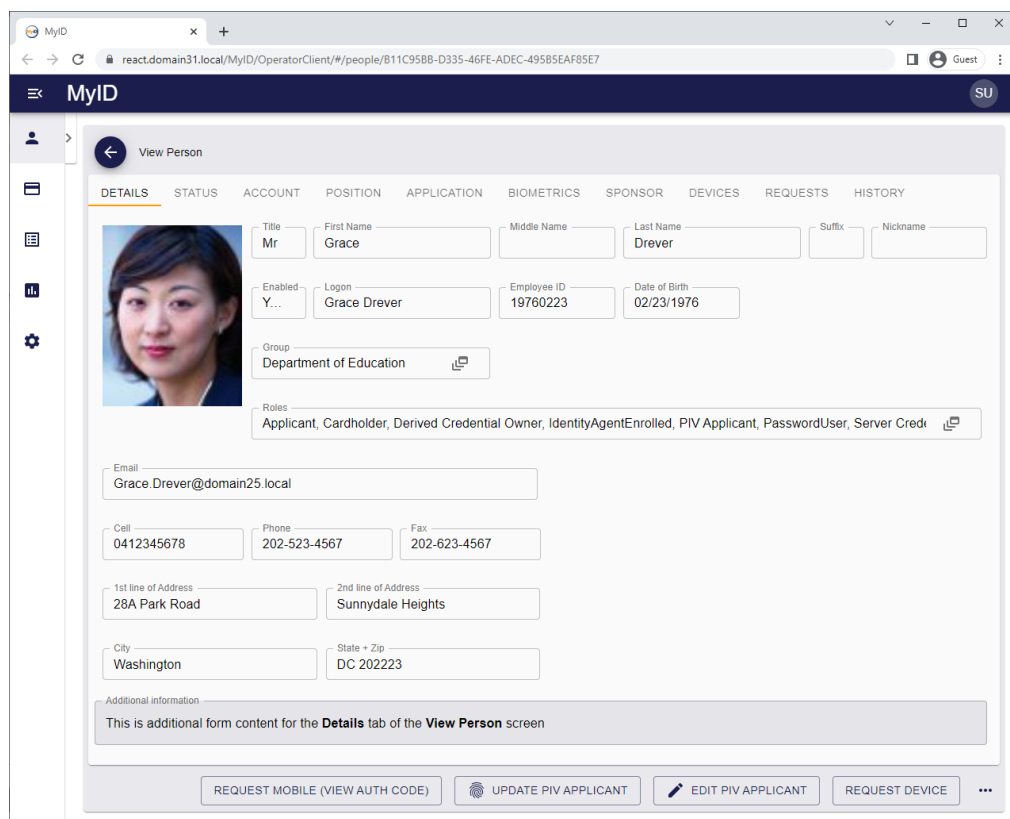 MyID
react.domain31.local/MyID/OperatorClient/#/people/B11C95BB-D335-46FE-ADEC-495B5EAF85E7
Guest
MyID
SU
View Person
DETAILS STATUS ACCOUNT POSITION APPLICATION BIOMETRICS SPONSOR DEVICES REQUESTS HISTORY
Title First Name Middle Name Last Name Suffix Nickname
Mr Grace Drever
Enabled Logon Employee ID Date of Birth
Y... Grace Drever 19760223 02/23/1976
Group
Department of Education
Roles
Applicant, Cardholder, Derived Credential Owner, IdentityAgentEnrolled, PIV Applicant, PasswordUser, Server Crede
Email
Grace.Drever@domain25.local
Cell Phone Fax
0412345678 202-523-4567 202-623-4567
1st line of Address 2nd line of Address
28A Park Road Sunnydale Heights
City State + Zip
Washington DC 202223
Additional information
This is additional form content for the Details tab of the View Person screen
REQUEST MOBILE (VIEW AUTH CODE) UPDATE PIV APPLICANT EDIT PIV APPLICANT REQUEST DEVICE